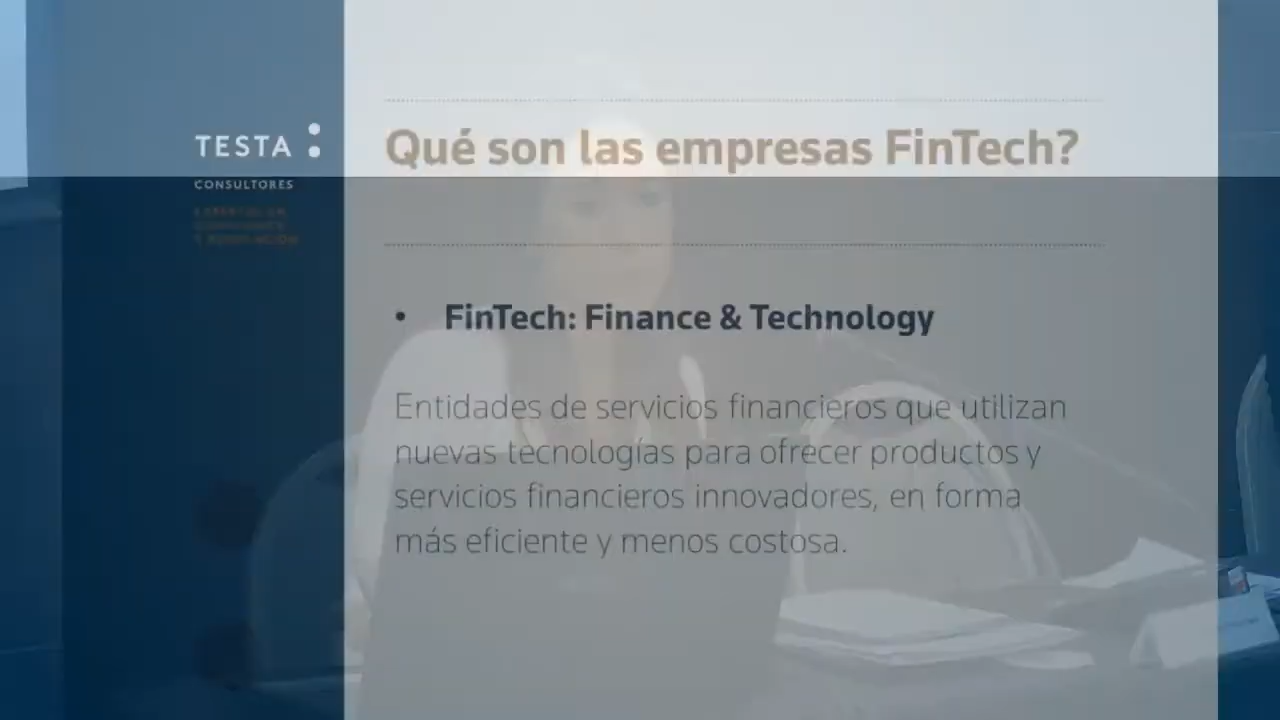 TESTA :
CONSULTORES
Qué son las empresas FinTech?
• FinTech: Finance & Technology
Entidades de servicios financieros que utilizan
nuevas tecnologías para ofrecer productos y
servicios financieros innovadores, en forma
más eficiente y menos costosa.